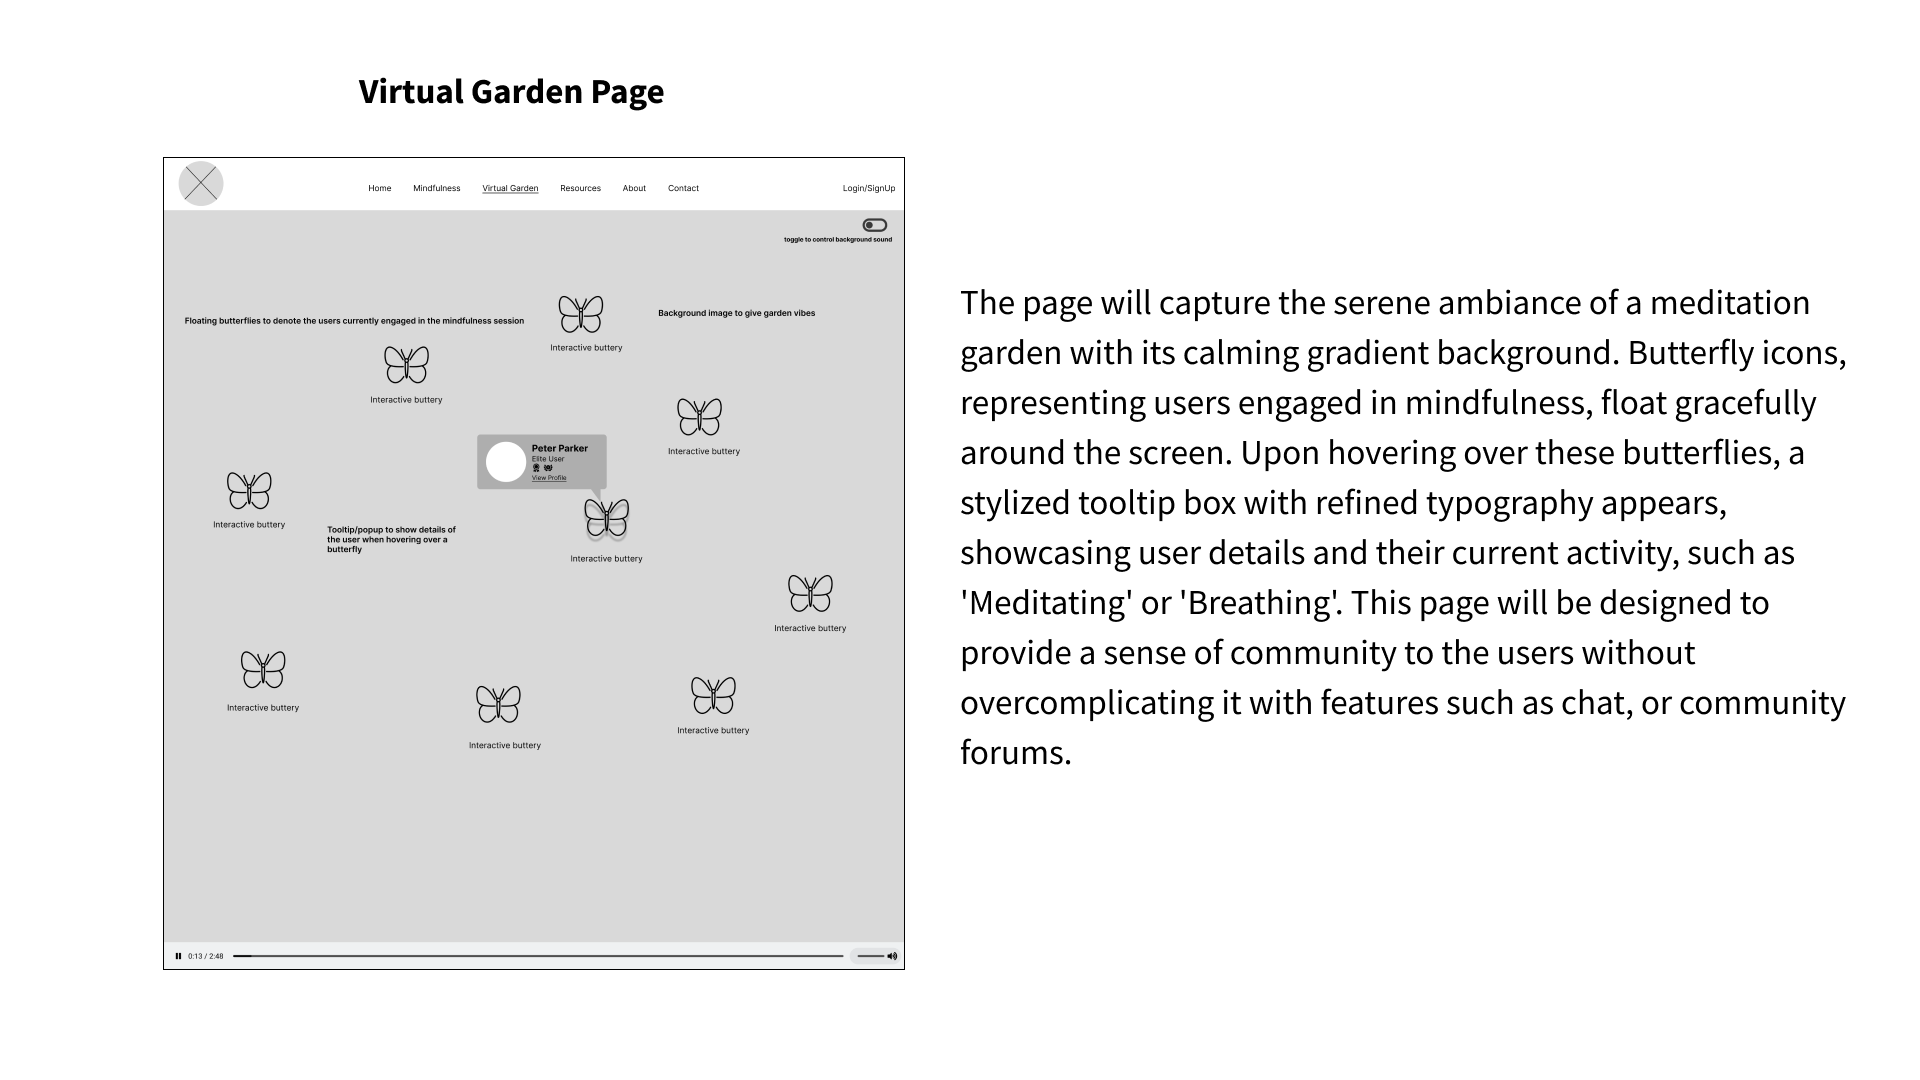 Virtual Garden Page
Home Mindfulness Virtual Garden Resources About Contact Login/SignUp
toggle to control background sound
Background image to give garden vibes
Floating butterflies to denote the users currently engaged in the mindfulness session
Interactive buttery
Interactive buttery
Interactive buttery
Peter Parker
Elite User
View Profile
Interactive buttery
Tooltip/popup to show details of
the user when hovering over a
butterfly
Interactive buttery
Interactive buttery
Interactive buttery
Interactive buttery
Interactive buttery
0:13 / 2:48
The page will capture the serene ambiance of a meditation
garden with its calming gradient background. Butterfly icons,
representing users engaged in mindfulness, float gracefully
around the screen. Upon hovering over these butterflies, a
stylized tooltip box with refined typography appears,
showcasing user details and their current activity, such as
'Meditating' or 'Breathing'. This page will be designed to
provide a sense of community to the users without
overcomplicating it with features such as chat, or community
forums.